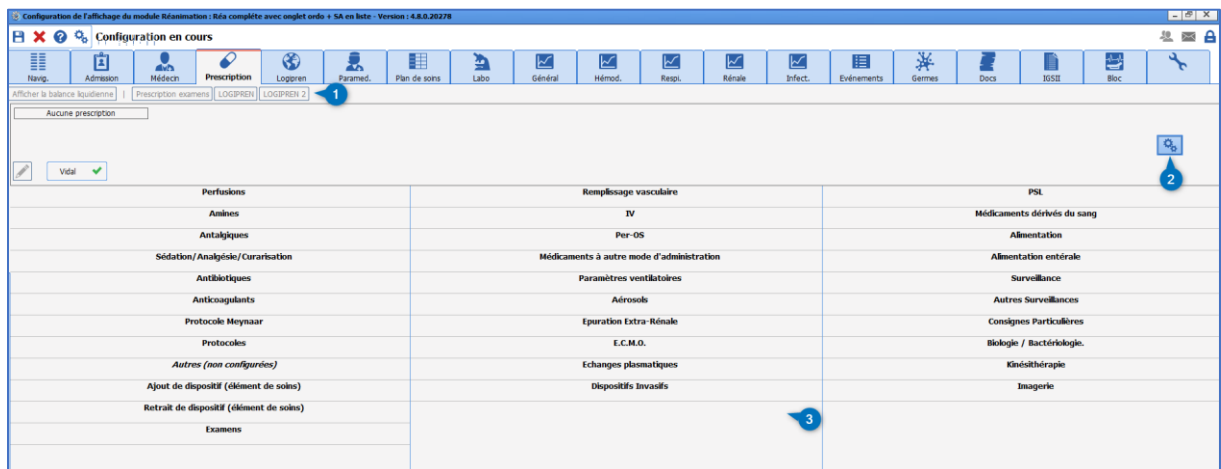 Configuration de l'affichage du module Réanimation : Réa complète avec onglet ordo + SA en liste - Version : 4.8.0.20278
Configuration en cours
Navig. Admission Médecin Prescription Logipren Paramed. Plan de soins Labo Général Hémod. Respi. Rénale Infect. Evénements Germes Docs IGSII Bloc
Afficher la balance liquidienne | Prescription examens LOGIPREN LOGIPREN 2 1
Aucune prescription
Vidal 2
Perfusions Remplissage vasculaire PSL
Amines IV Médicaments dérivés du sang
Antalgiques Per-OS Alimentation
Sédation/Analgésie/Curarisation Médicaments à autre mode d'administration Alimentation entérale
Antibiotiques Paramètres ventilatoires Surveillance
Anticoagulants Aérosols Autres Surveillances
Protocole Meynaar Epuration Extra-Rénale Consignes Particulières
Protocoles E.C.M.O. Biologie / Bactériologie.
Autres (non configurées) Echanges plasmatiques Kinésithérapie
Ajout de dispositif (élément de soins) Dispositifs Invasifs Imagerie
Retrait de dispositif (élément de soins) 3
Examens